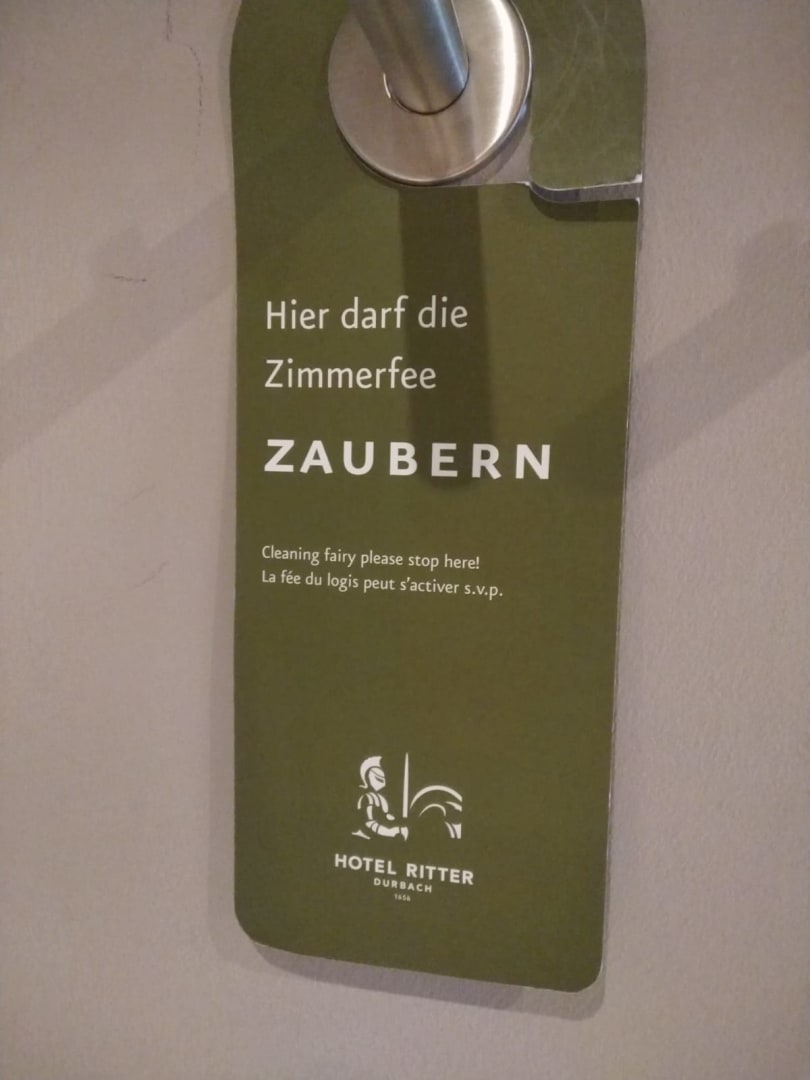 Hier darf die
Zimmerfee
ZAUBERN
Cleaning fairy please stop here!
La fée du logis peut s'activer s.v.p.
HOTEL RITTER
DURBACH
1656